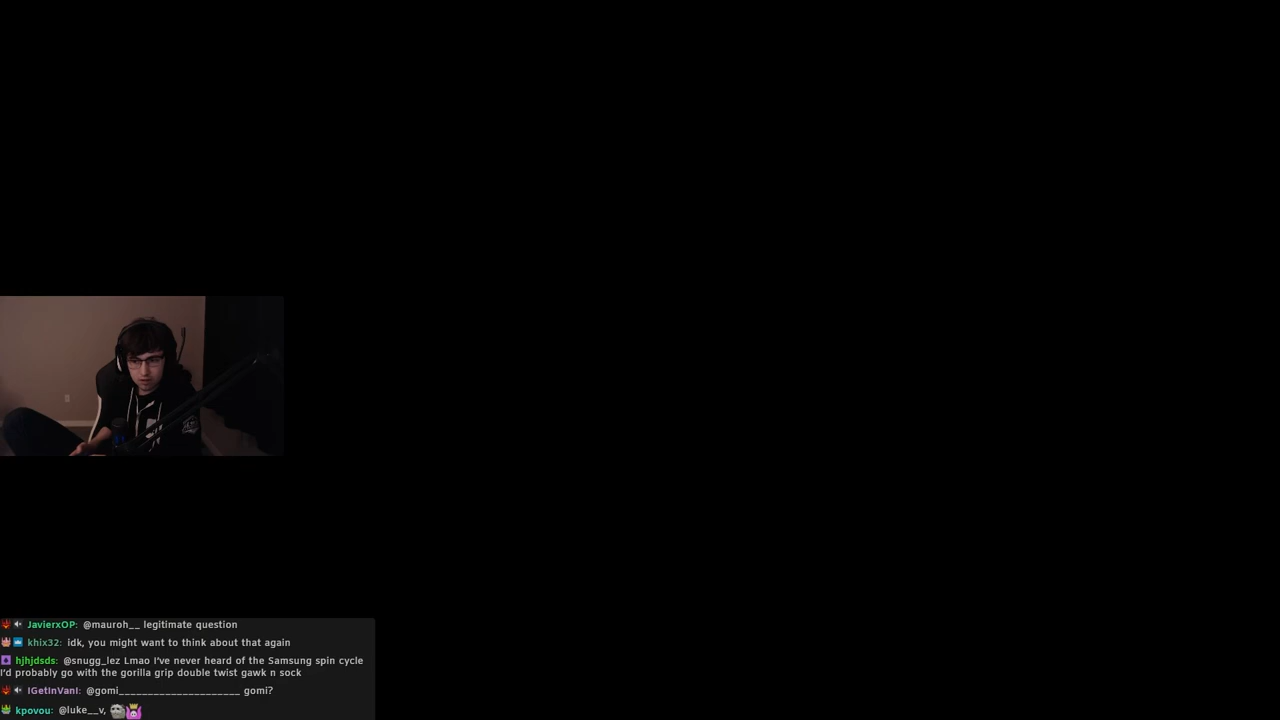 JavierxOP: @mauroh__ legitimate question
khix32: idk, you might want to think about that again
hjhjdsds: @snugg_lez Lmao I've never heard of the Samsung spin cycle
I'd probably go with the gorilla grip double twist gawk n sock
IGetInVanI: @gomi_____________________ gomi?
kpovou: @luke__v,